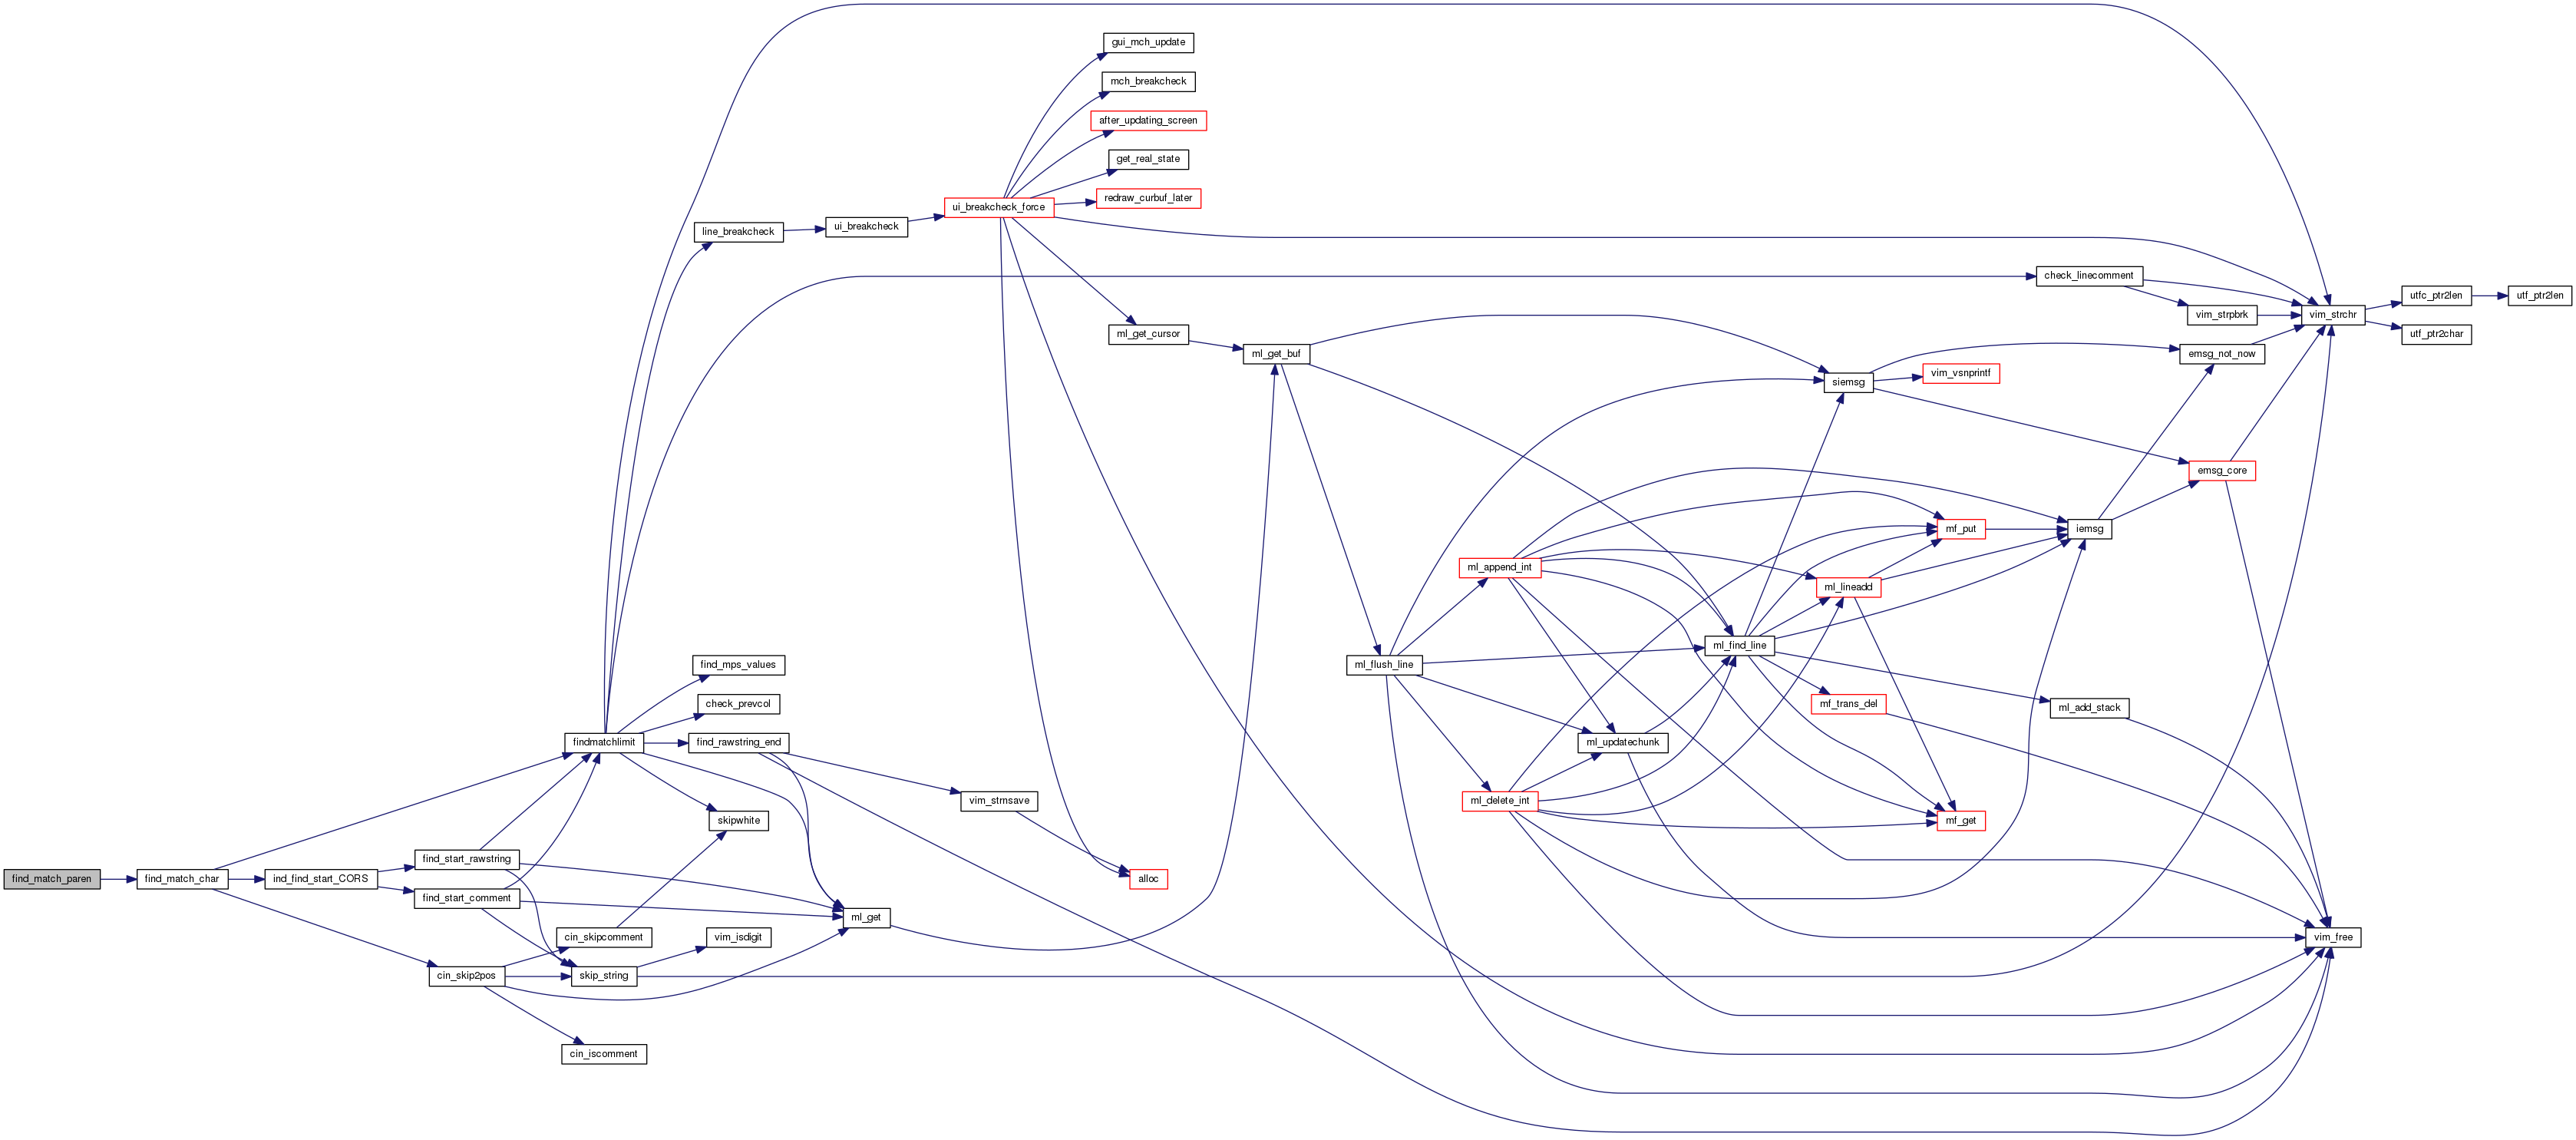 gui_mch_update
mch_breakcheck
after_updating_screen
get_real_state
redraw_curbuf_later
ui_breakcheck_force
ui_breakcheck
line_breakcheck
check_linecomment
utfc_ptr2len
utf_ptr2len
vim_strpbrk
vim_strchr
utf_ptr2char
ml_get_cursor
ml_get_buf
emsg_not_now
siemsg
vim_vsnprintf
emsg_core
mf_put
iemsg
ml_append_int
ml_lineadd
ml_find_line
find_mps_values
ml_flush_line
check_prevcol
mf_trans_del
ml_add_stack
findmatchlimit
find_rawstring_end
ml_updatechunk
vim_strnsave
ml_delete_int
skipwhite
mf_get
find_start_rawstring
find_match_paren
find_match_char
ind_find_start_CORS
alloc
find_start_comment
ml_get
cin_skipcomment
vim_isdigit
vim_free
cin_skip2pos
skip_string
cin_iscomment